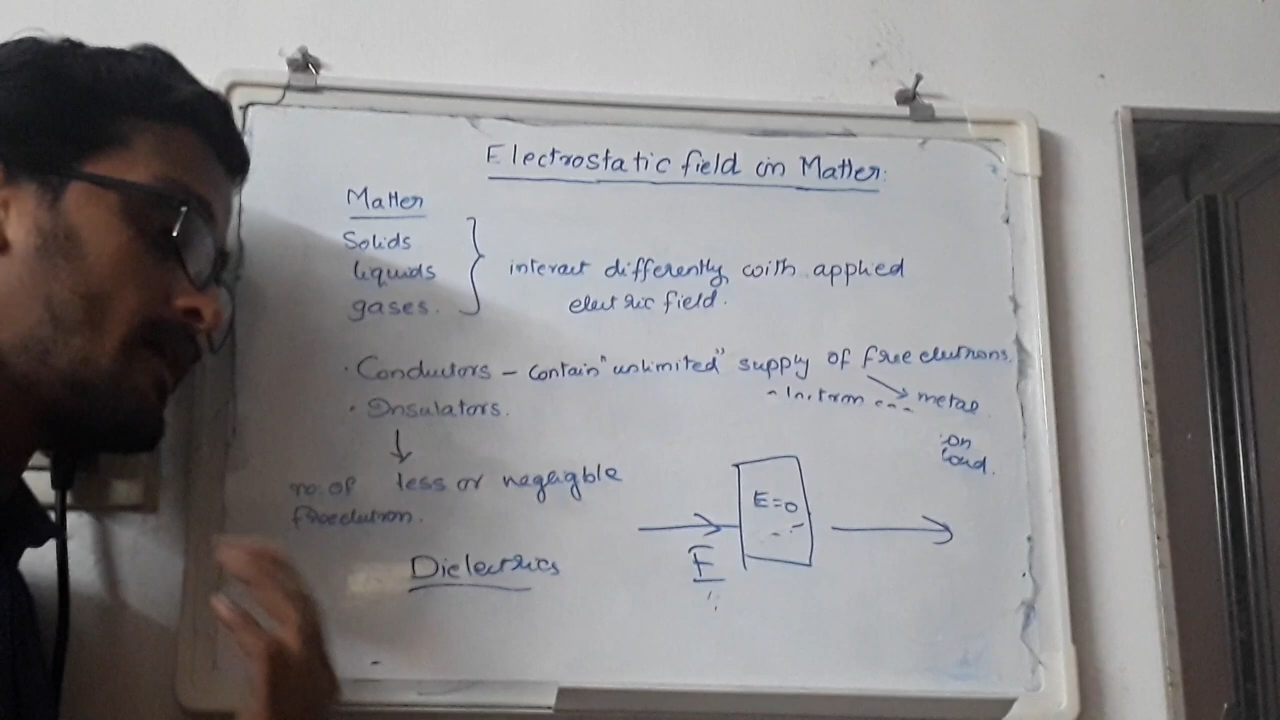 Electrostatic field in Matter.
Matter
Solids
liquids
gases.
interact differently with applied
electric field.
· Conductors - contain "unlimited" supply of free electrons.
metal
· Insulators.
no. of less or negligible
free electron.
E=0
E
Dielectrics